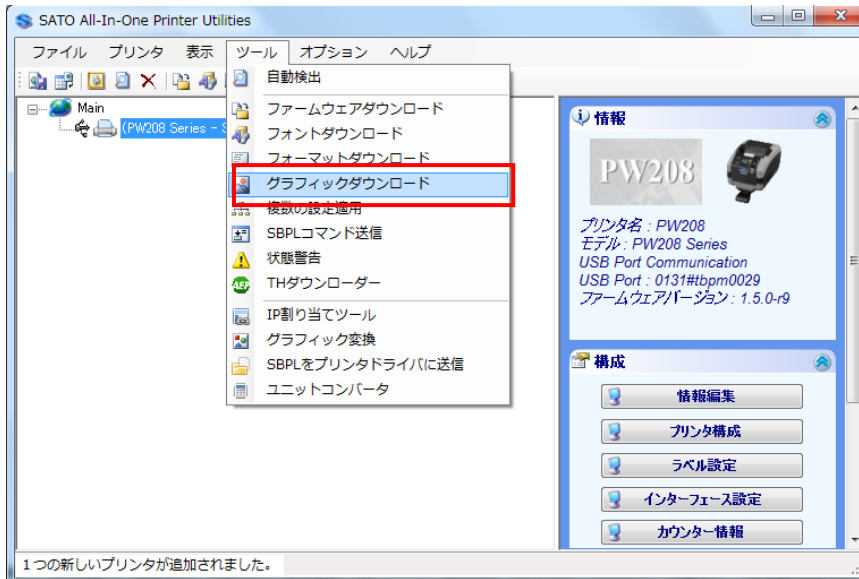 SATO All-In-One Printer Utilities
ファイル プリンタ 表示 ツール オプション ヘルプ
自動検出
ファームウェアダウンロード
フォントダウンロード
フォーマットダウンロード
グラフィックダウンロード
複数の設定適用
SBPLコマンド送信
状態警告
THダウンローダー
IP割り当てツール
グラフィック変換
SBPLをプリンタドライバに送信
ユニットコンバータ
Main
(PW208 Series - S
情報
PW208
プリンタ名 : PW208
モデル : PW208 Series
USB Port Communication
USB Port : 0131#tbpm0029
ファームウェアバージョン : 1.5.0-r9
構成
情報編集
プリンタ構成
ラベル設定
インターフェース設定
カウンター情報
1つの新しいプリンタが追加されました。